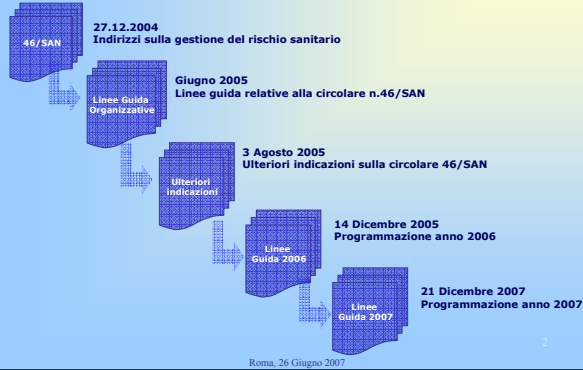 46/SAN
27.12.2004
Indirizzi sulla gestione del rischio sanitario
Linee Guida
Organizzative
Giugno 2005
Linee guida relative alla circolare n.46/SAN
Ulteriori
indicazioni
3 Agosto 2005
Ulteriori indicazioni sulla circolare 46/SAN
Linee
Guida 2006
14 Dicembre 2005
Programmazione anno 2006
Linee
Guida 2007
21 Dicembre 2007
Programmazione anno 2007
2
Roma, 26 Giugno 2007